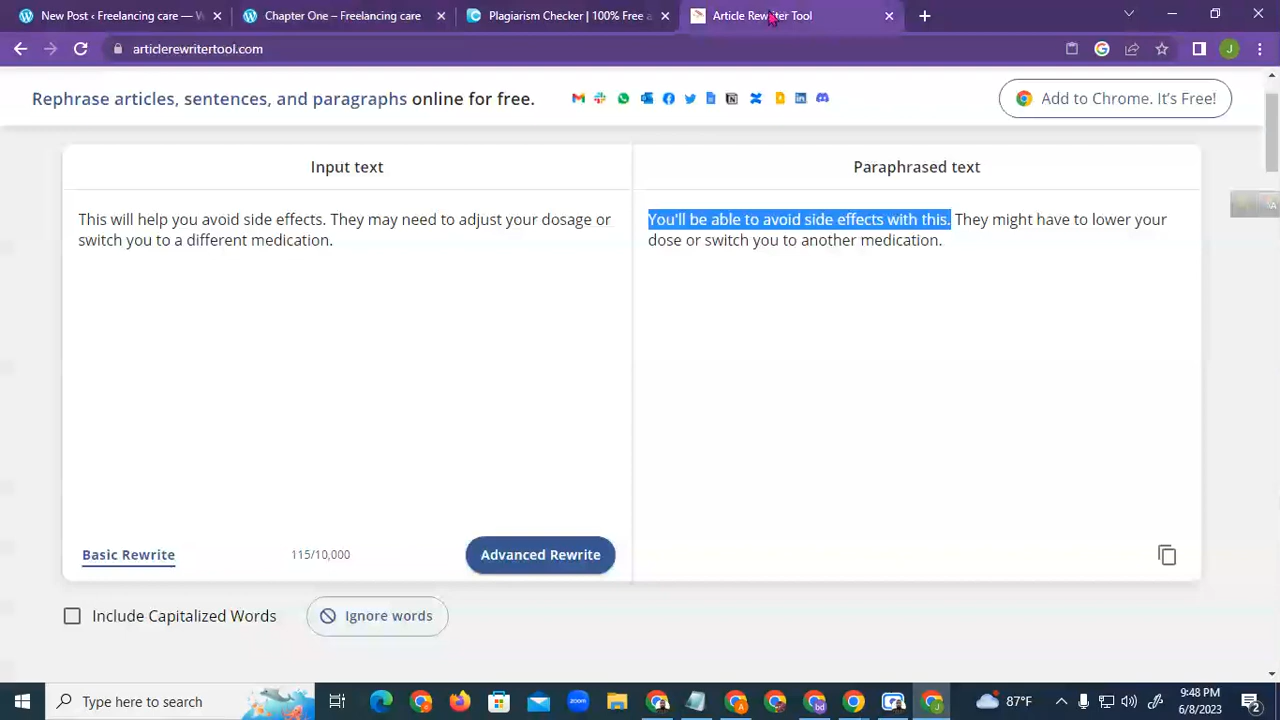 New Post ‹ Freelancing care — W
Chapter One – Freelancing care
Plagiarism Checker | 100% Free a
Article Rewriter Tool
articlerewritertool.com
J
Rephrase articles, sentences, and paragraphs online for free.
Add to Chrome. It's Free!
Input text
Paraphrased text
This will help you avoid side effects. They may need to adjust your dosage or
switch you to a different medication.
You'll be able to avoid side effects with this. They might have to lower your
dose or switch you to another medication.
Basic Rewrite
115/10,000
Advanced Rewrite
Include Capitalized Words
Ignore words
Type here to search
zoom
87°F
9:48 PM
6/8/2023
2